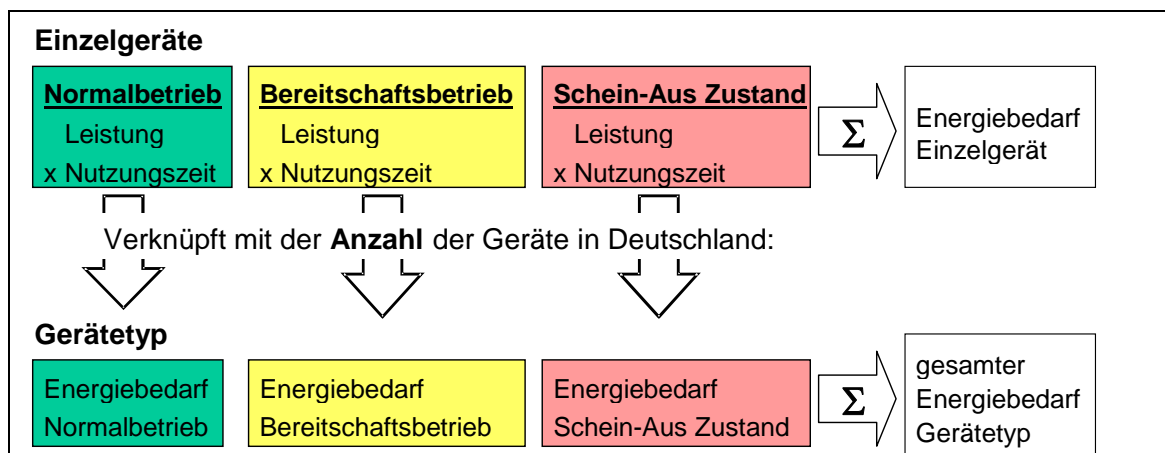 Einzelgeräte
Normalbetrieb
Leistung
x Nutzungszeit
Bereitschaftsbetrieb
Leistung
x Nutzungszeit
Schein-Aus Zustand
Leistung
x Nutzungszeit
Σ
Energiebedarf
Einzelgerät
Verknüpft mit der Anzahl der Geräte in Deutschland:
Gerätetyp
Energiebedarf
Normalbetrieb
Energiebedarf
Bereitschaftsbetrieb
Energiebedarf
Schein-Aus Zustand
Σ
gesamter
Energiebedarf
Gerätetyp